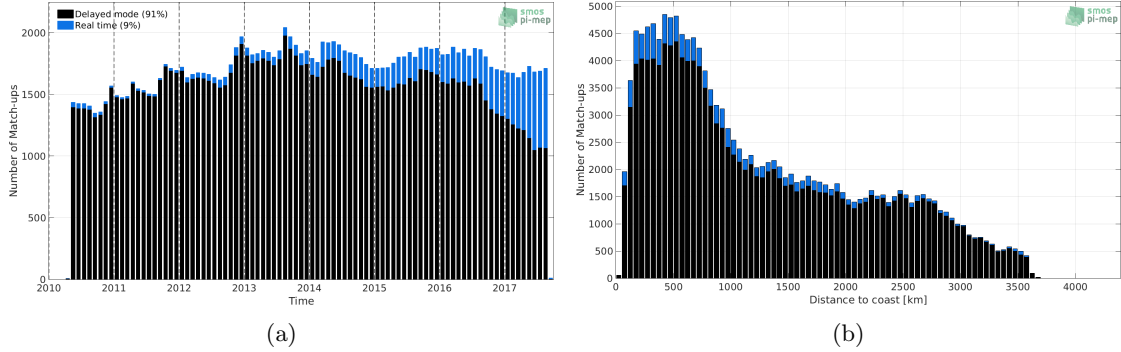 Delayed mode (91%)
Real time (9%)
smos
pi-mep
Number of Match-ups
2000
1500
1000
500
0
2010 2011 2012 2013 2014 2015 2016 2017
Time
(a)
smos
pi-mep
Number of Match-ups
5000
4500
4000
3500
3000
2500
2000
1500
1000
500
0
0 500 1000 1500 2000 2500 3000 3500 4000
Distance to coast [km]
(b)